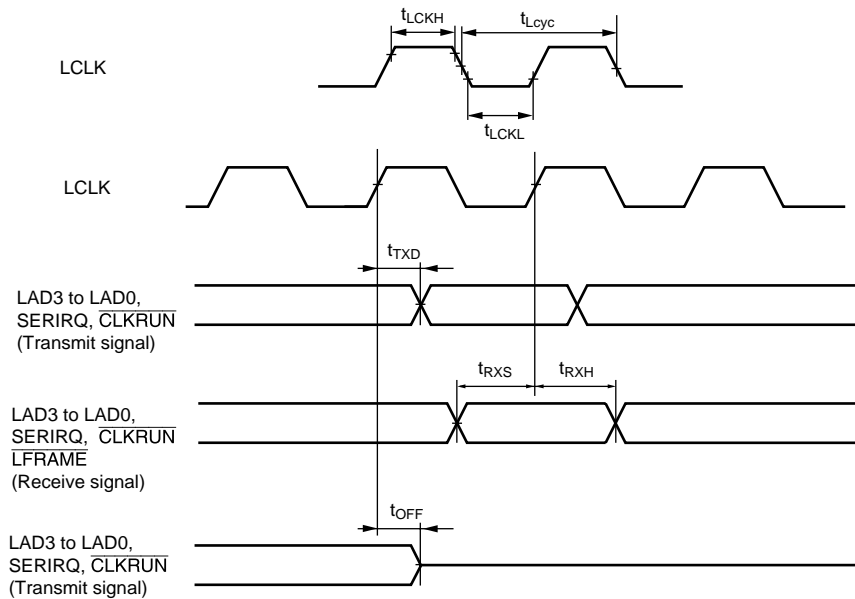 tLCKH
tLcyc
LCLK
tLCKL
LCLK
tTXD
LAD3 to LAD0,
SERIRQ, CLKRUN
(Transmit signal)
tRXS
tRXH
LAD3 to LAD0,
SERIRQ, CLKRUN
LFRAME
(Receive signal)
tOFF
LAD3 to LAD0,
SERIRQ, CLKRUN
(Transmit signal)